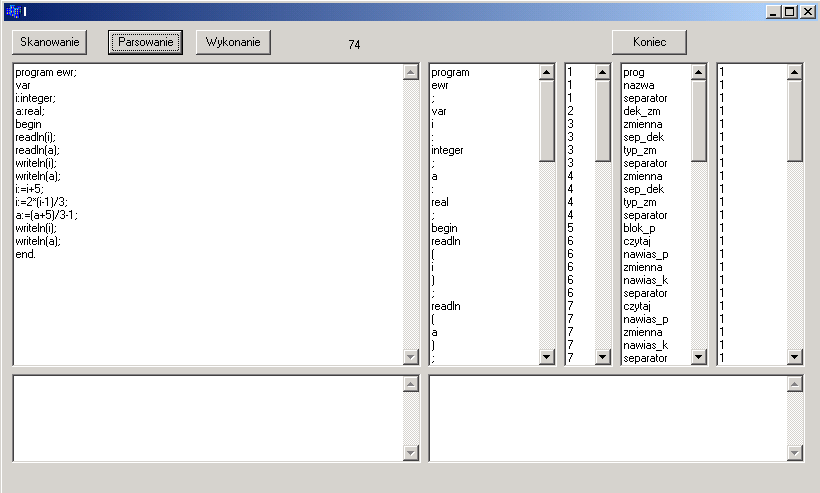 I
Skanowanie Parsowanie Wykonanie 74 Koniec
program ewr;
var
i:integer;
a:real;
begin
readln(i);
readln(a);
writeln(i);
writeln(a);
i:=i+5;
i:=2*(i-1)/3;
a:=(a+5)/3-1;
writeln(i);
writeln(a);
end.
program 1 prog 1
ewr 1 nazwa 1
; 1 separator 1
var 2 dek_zm 1
i 3 zmienna 1
: 3 sep_dek 1
integer 3 typ_zm 1
; 3 separator 1
a 4 zmienna 1
: 4 sep_dek 1
real 4 typ_zm 1
; 4 separator 1
begin 5 blok_p 1
readln 6 czytaj 1
( 6 nawias_p 1
i 6 zmienna 1
) 6 nawias_k 1
; 6 separator 1
readln 7 czytaj 1
( 7 nawias_p 1
a 7 zmienna 1
) 7 nawias_k 1
; 7 separator 1